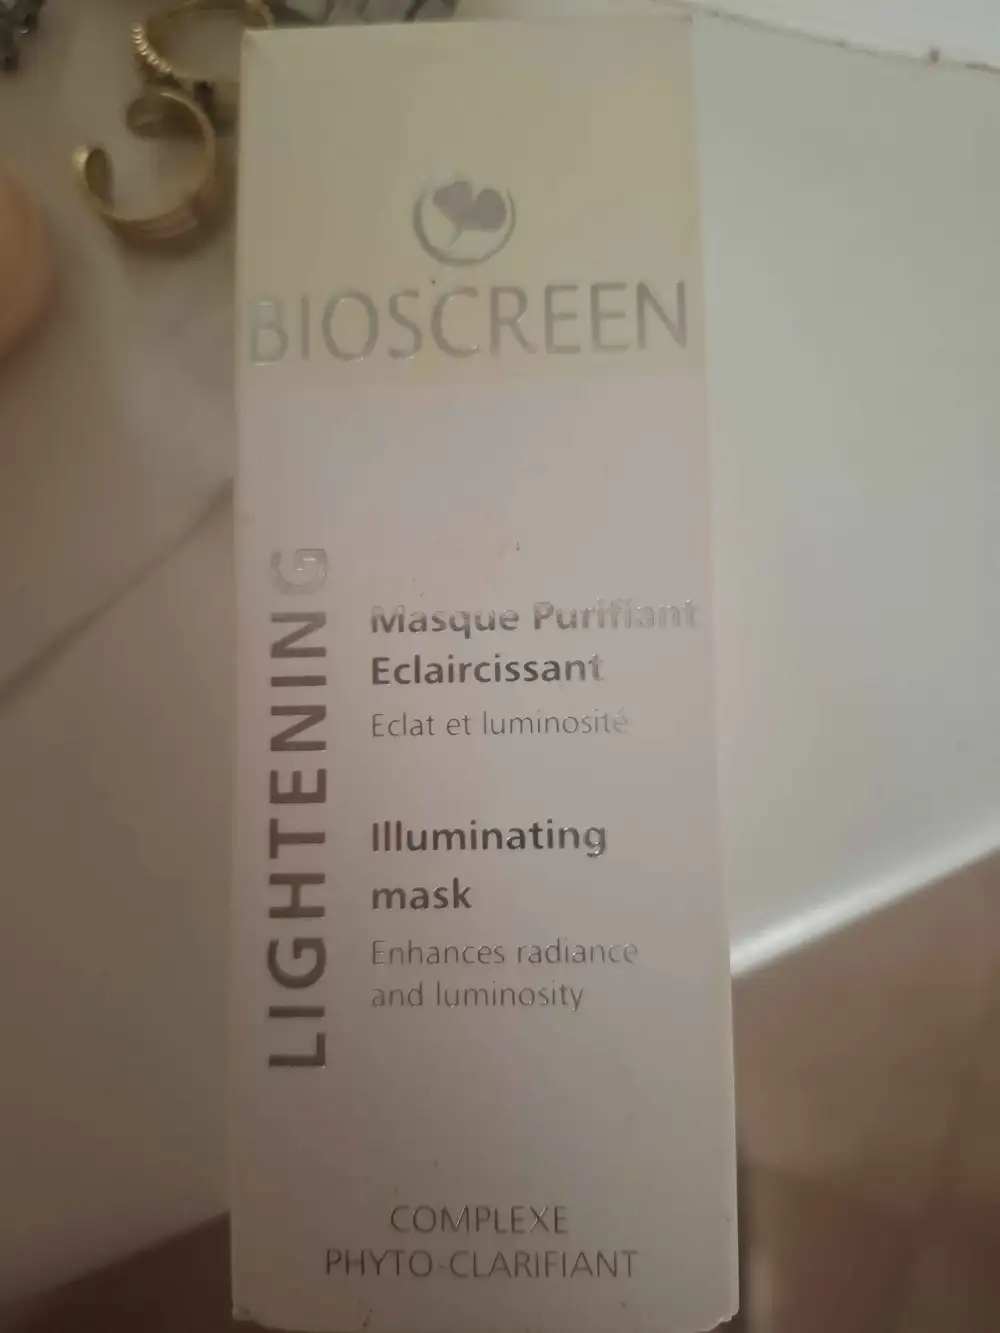 BIOSCREEN
LIGHTENING
Masque Purifiant
Eclaircissant
Eclat et luminosité
Illuminating
mask
Enhances radiance
and luminosity
COMPLEXE
PHYTO-CLARIFIANT